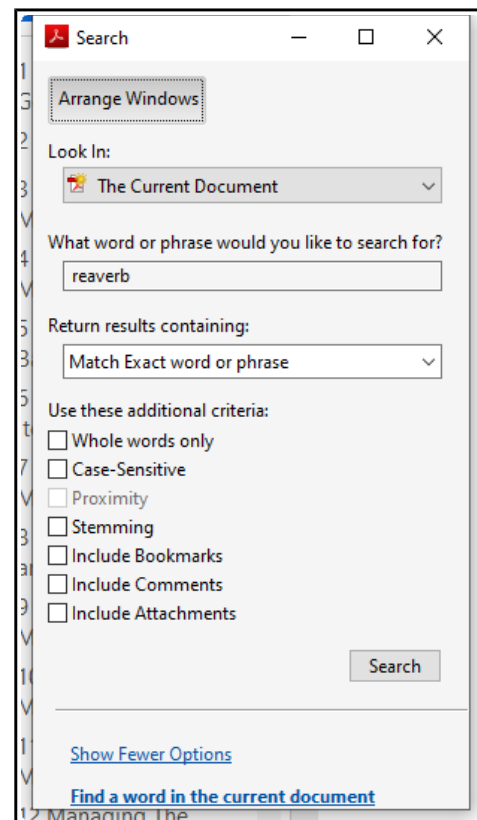 Search
Arrange Windows
Look In:
The Current Document
What word or phrase would you like to search for?
reaverb
Return results containing:
Match Exact word or phrase
Use these additional criteria:
Whole words only
Case-Sensitive
Proximity
Stemming
Include Bookmarks
Include Comments
Include Attachments
Search
Show Fewer Options
Find a word in the current document
12 Managing The